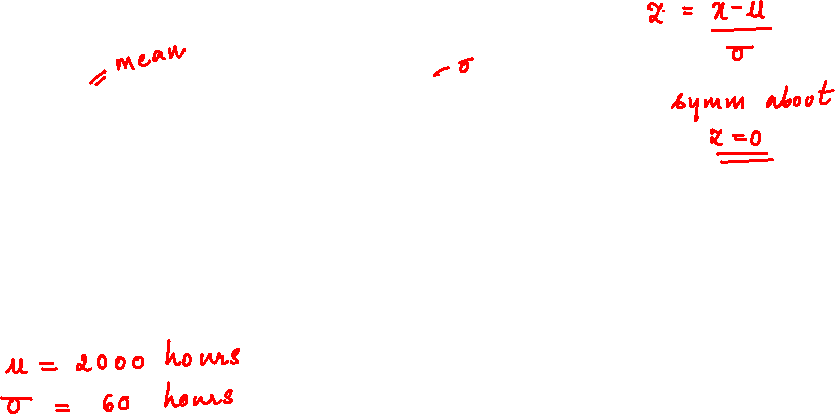 z = x-μ
σ
mean
σ
symm about
z=0
μ = 2000 hours
σ = 60 hours